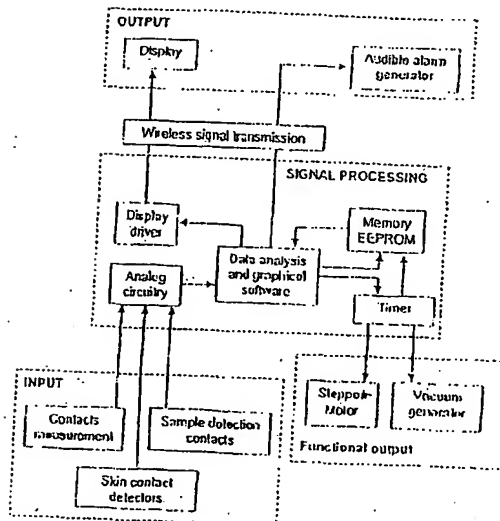 OUTPUT
Display
Audible alarm
generator
Wireless signal transmission
SIGNAL PROCESSING
Display
driver
Memory
EEPROM
Data analysis
and graphical
software
Analog
circuitry
Timer
INPUT
Contacts
measurement
Sample detection
contacts
Skin contact
detectors
Stepper
Motor
Vacuum
generator
Functional output